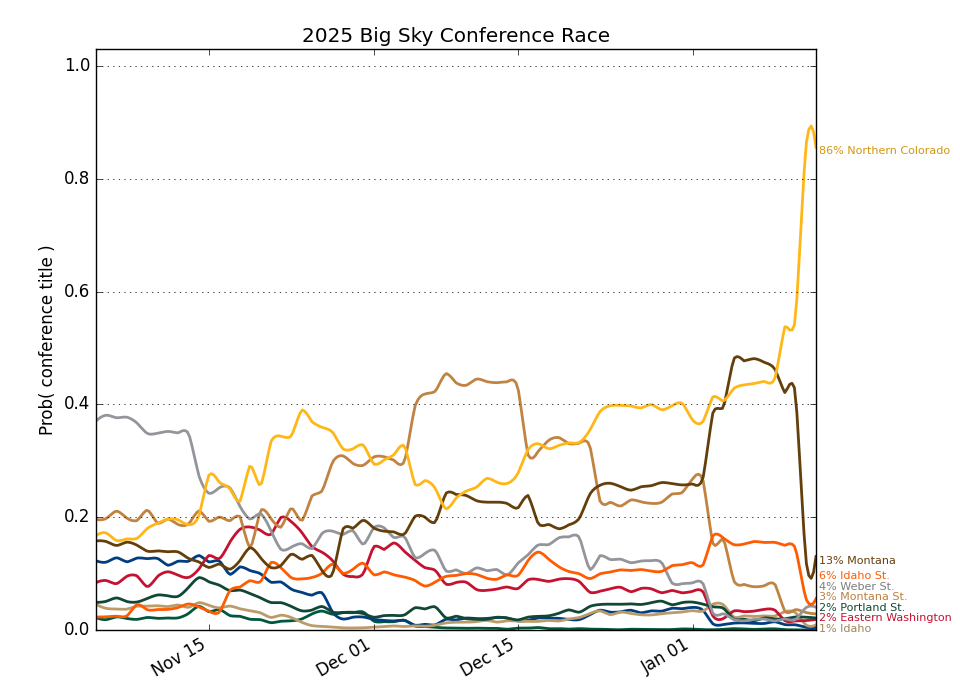 2025 Big Sky Conference Race
Prob( conference title )
1.0
0.8
0.6
0.4
0.2
0.0
Nov 15
Dec 01
Dec 15
Jan 01
86% Northern Colorado
13% Montana
6% Idaho St.
4% Weber St.
3% Montana St.
2% Portland St.
2% Eastern Washington
1% Idaho